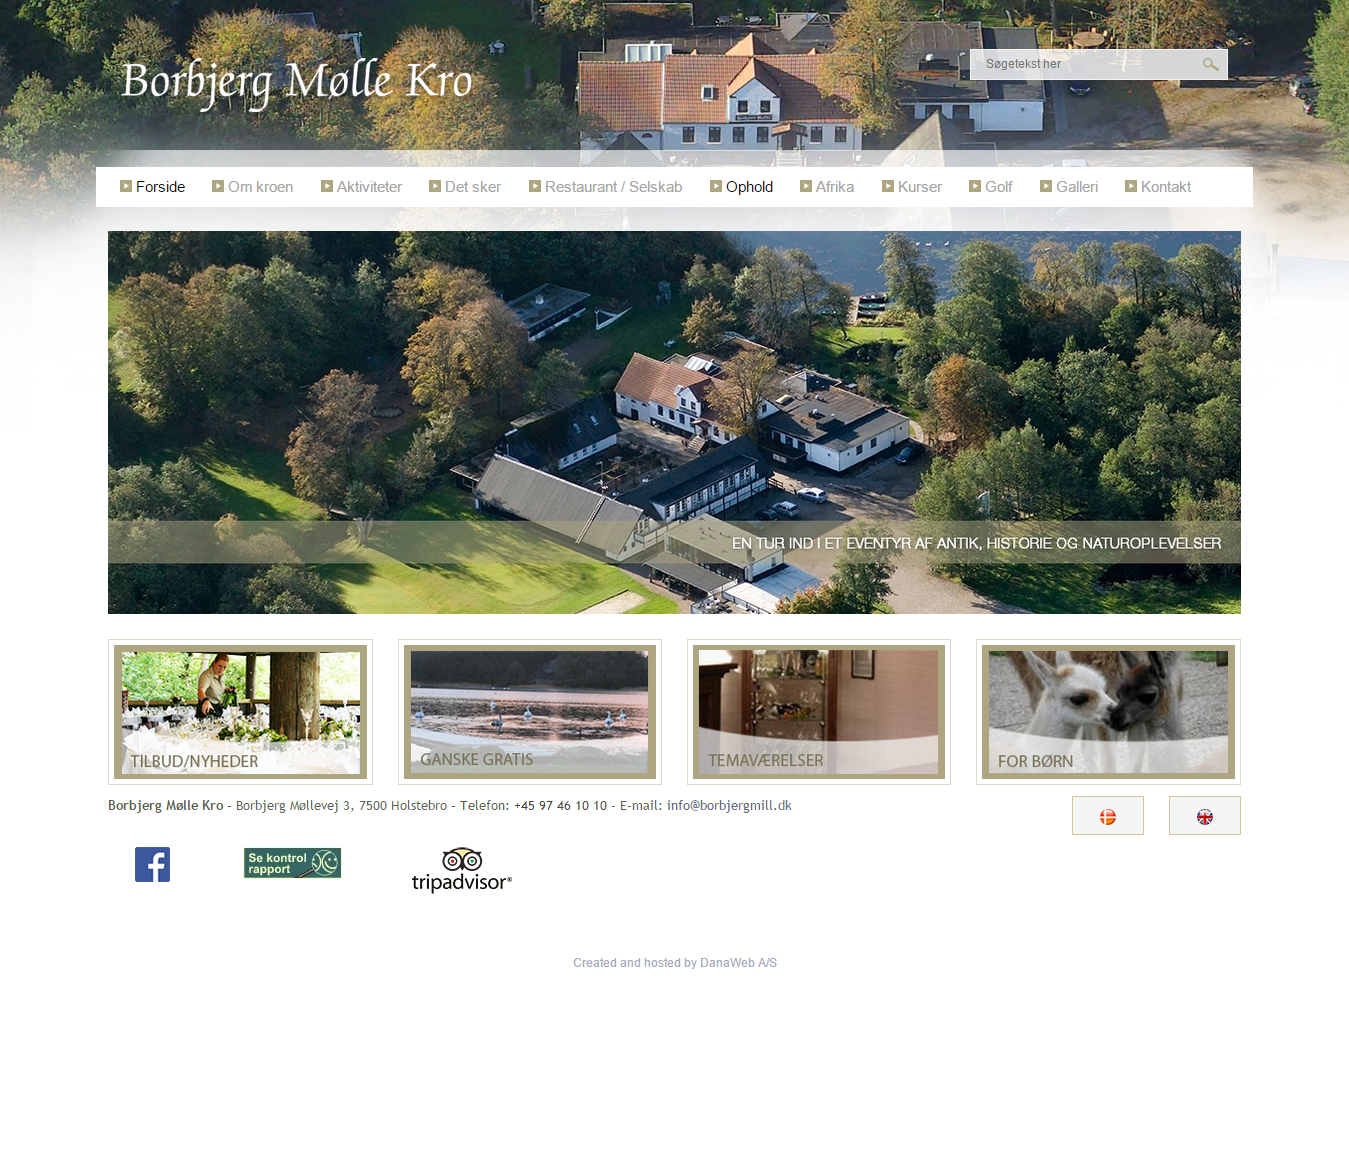 Borbjerg Mølle Kro
Søgetekst her
Forside Om kroen Aktiviteter Det sker Restaurant / Selskab Ophold Afrika Kurser Golf Galleri Kontakt
EN TUR IND I ET EVENTYR AF ANTIK, HISTORIE OG NATUROPLEVELSER
TILBUD/NYHEDER
GANSKE GRATIS
TEMAVÆRELSER
FOR BØRN
Borbjerg Mølle Kro - Borbjerg Møllevej 3, 7500 Holstebro - Telefon: +45 97 46 10 10 - E-mail: info@borbjergmill.dk
Se kontrol
rapport
tripadvisor®
Created and hosted by DanaWeb A/S